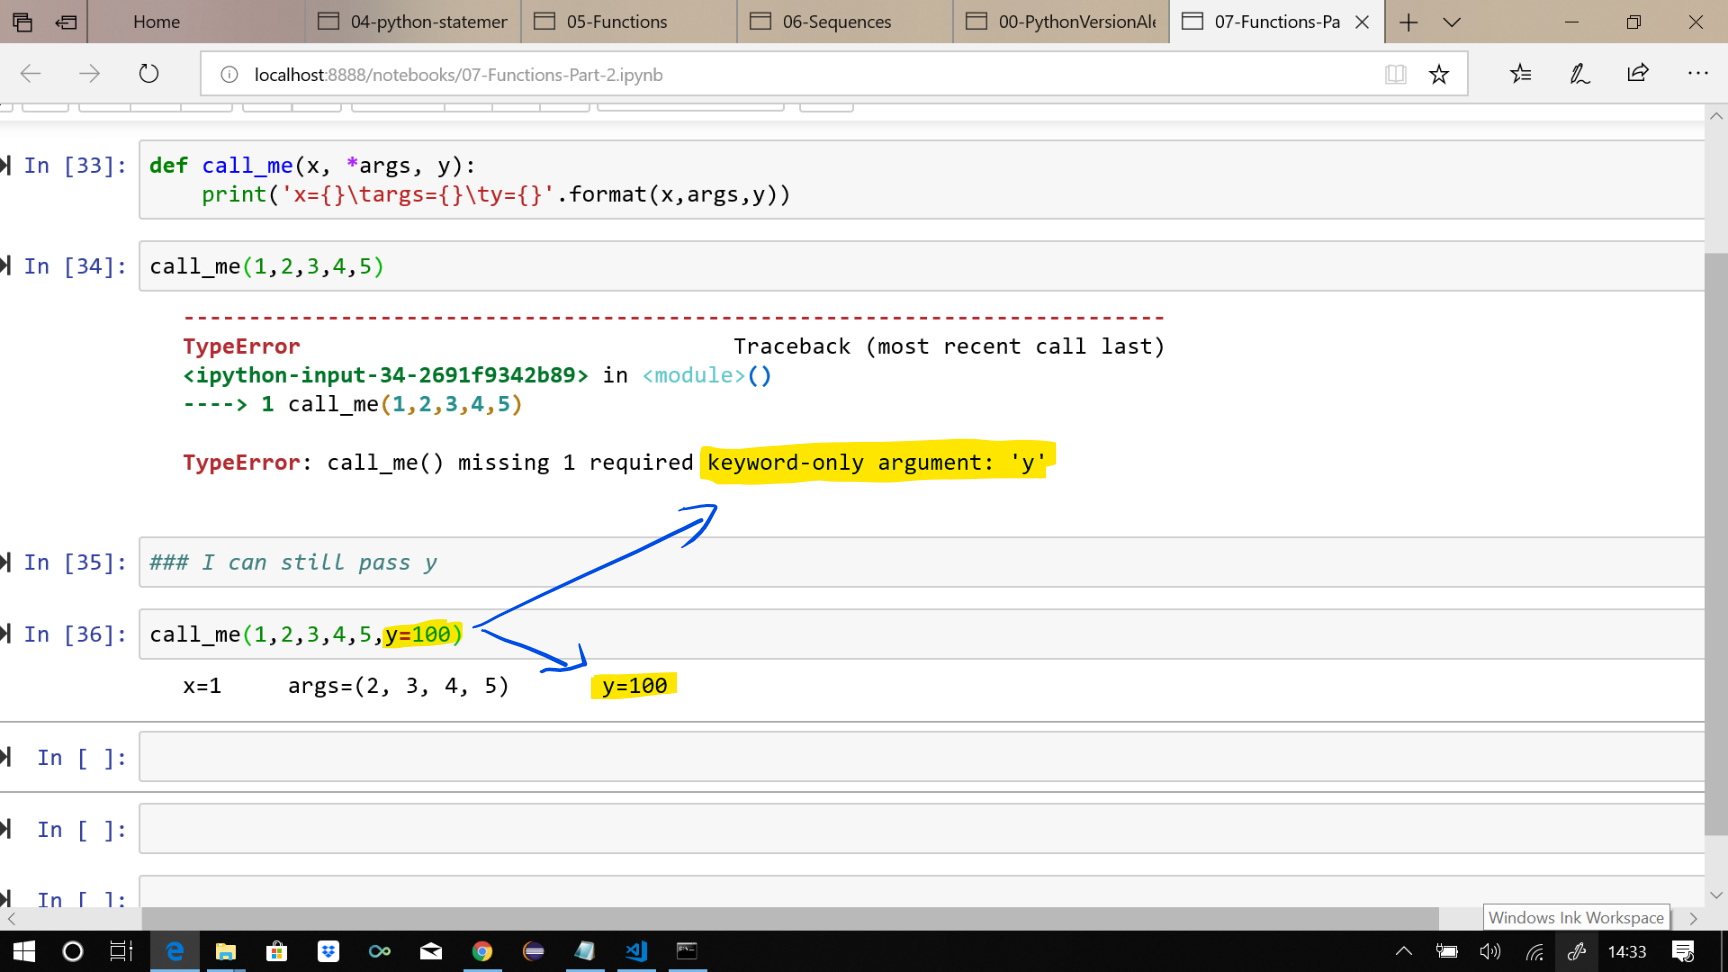 Home
04-python-statemer
05-Functions
06-Sequences
00-PythonVersionAle
07-Functions-Pa
localhost:8888/notebooks/07-Functions-Part-2.ipynb
In [33]: def call_me(x, *args, y):
print('x={}\targs={}\ty={}'.format(x,args,y))
In [34]: call_me(1,2,3,4,5)
---------------------------------------------------------------------------
TypeError Traceback (most recent call last)
<ipython-input-34-2691f9342b89> in <module>()
----> 1 call_me(1,2,3,4,5)
TypeError: call_me() missing 1 required keyword-only argument: 'y'
In [35]: ### I can still pass y
In [36]: call_me(1,2,3,4,5,y=100)
x=1 args=(2, 3, 4, 5) y=100
In [ ]:
In [ ]:
In [ ]:
Windows Ink Workspace
14:33